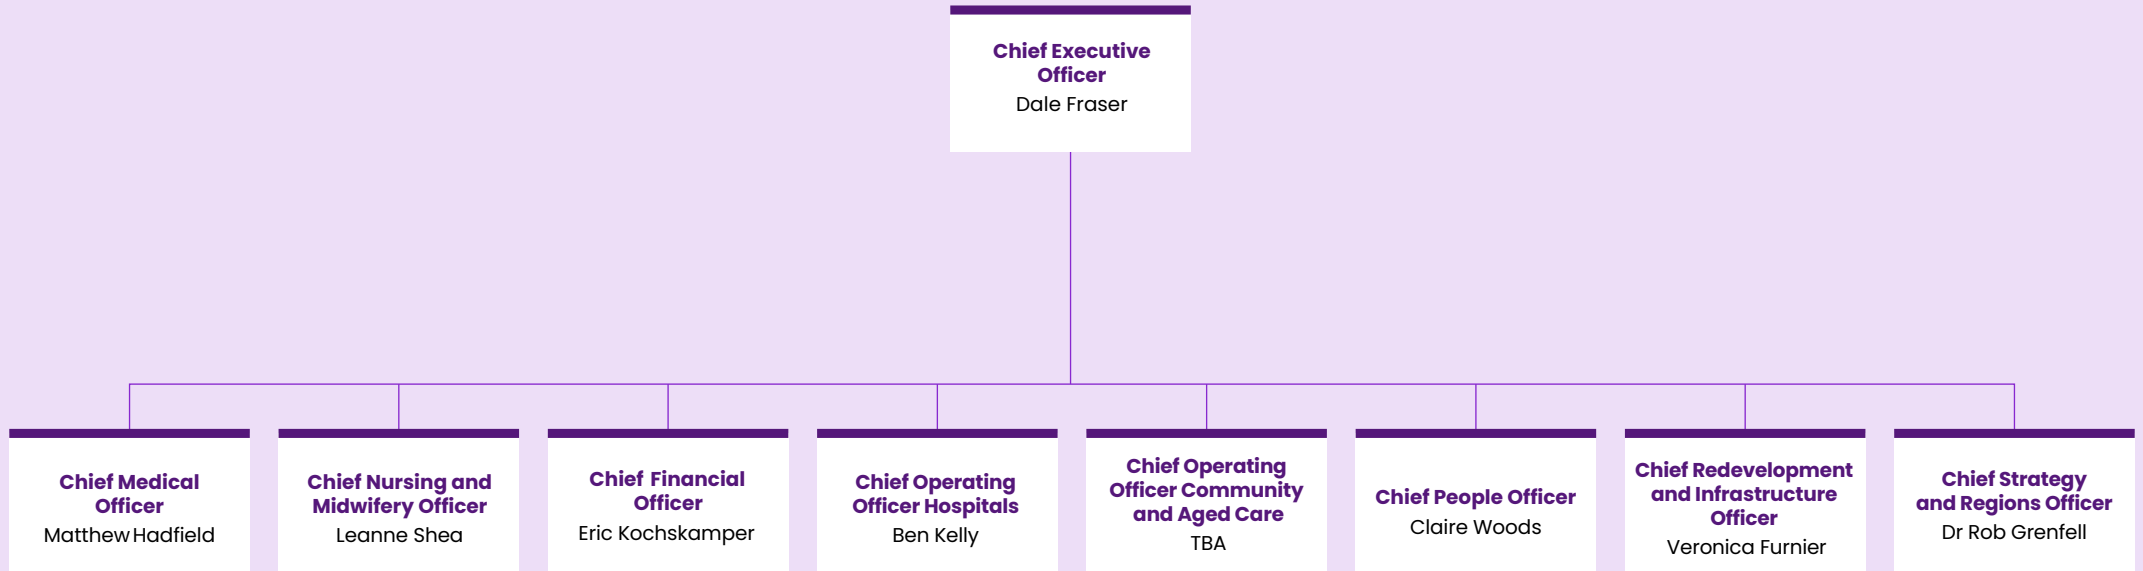 Chief Executive
Officer
Dale Fraser
Chief Medical
Officer
Matthew Hadfield
Chief Nursing and
Midwifery Officer
Leanne Shea
Chief Financial
Officer
Eric Kochskamper
Chief Operating
Officer Hospitals
Ben Kelly
Chief Operating
Officer Community
and Aged Care
TBA
Chief People Officer
Claire Woods
Chief Redevelopment
and Infrastructure
Officer
Veronica Furnier
Chief Strategy
and Regions Officer
Dr Rob Grenfell